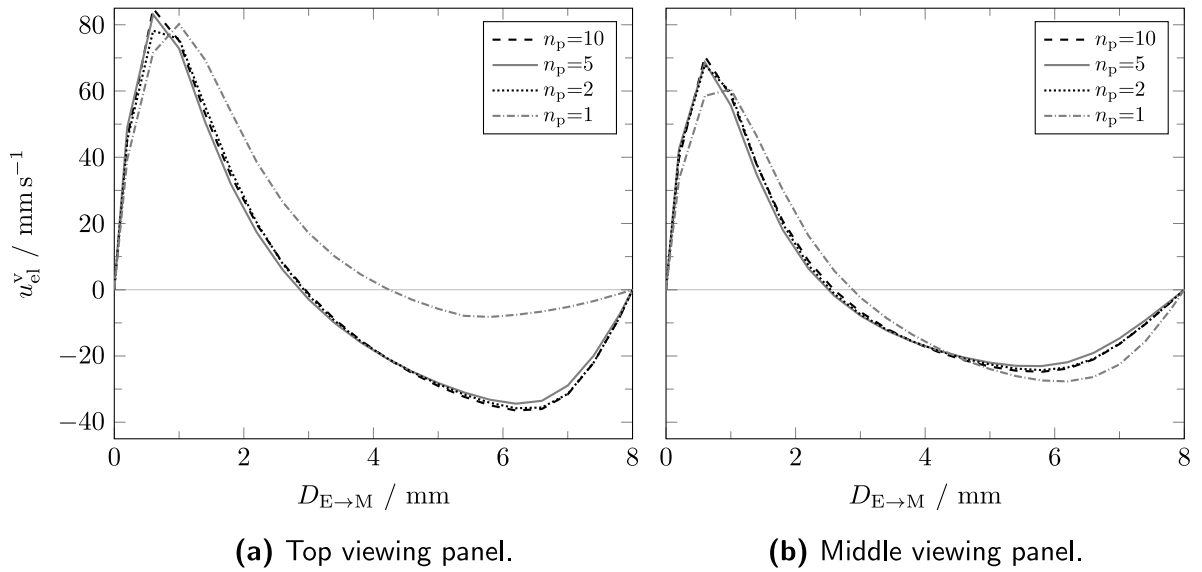 80
60
40
20
0
−20
−40
u_el^v / mm s⁻¹
n_p=10
n_p=5
n_p=2
n_p=1
0 2 4 6 8
D_E→M / mm
(a) Top viewing panel.
n_p=10
n_p=5
n_p=2
n_p=1
0 2 4 6 8
D_E→M / mm
(b) Middle viewing panel.